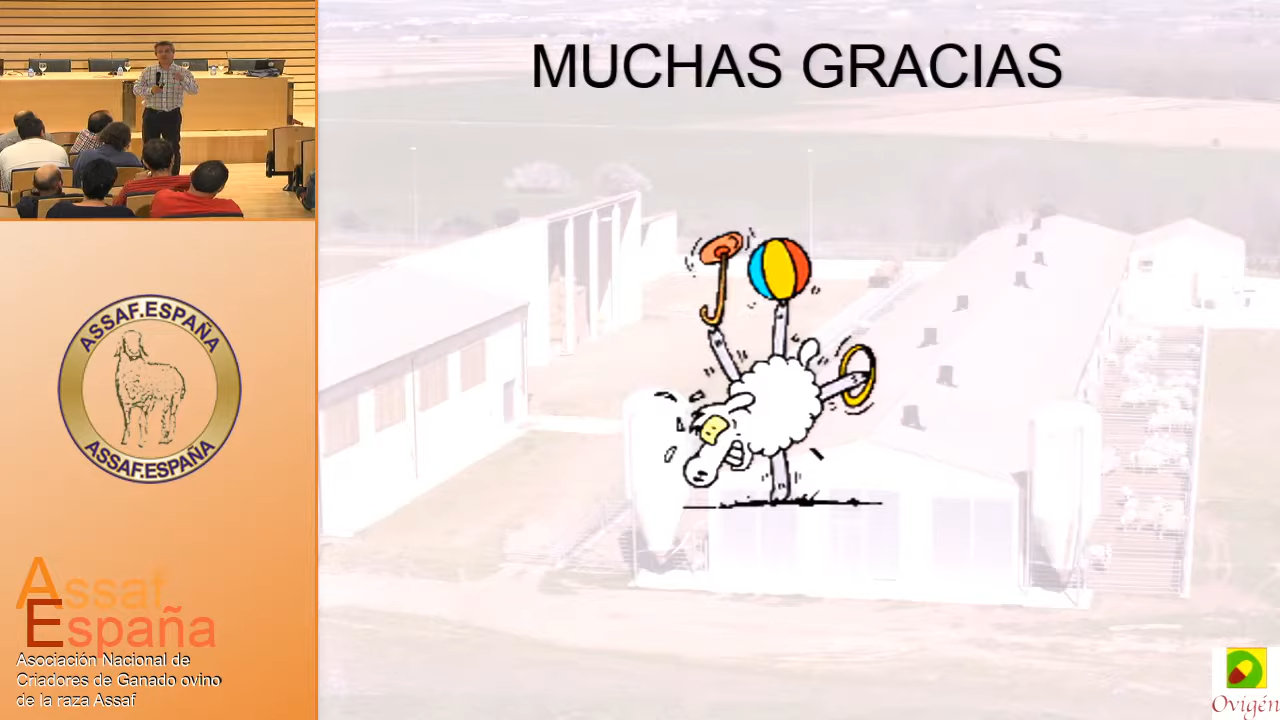 MUCHAS GRACIAS
ASSAF.ESPAÑA
ASSAF.ESPAÑA
Assaf
España
Asociación Nacional de
Criadores de Ganado ovino
de la raza Assaf
Ovigén